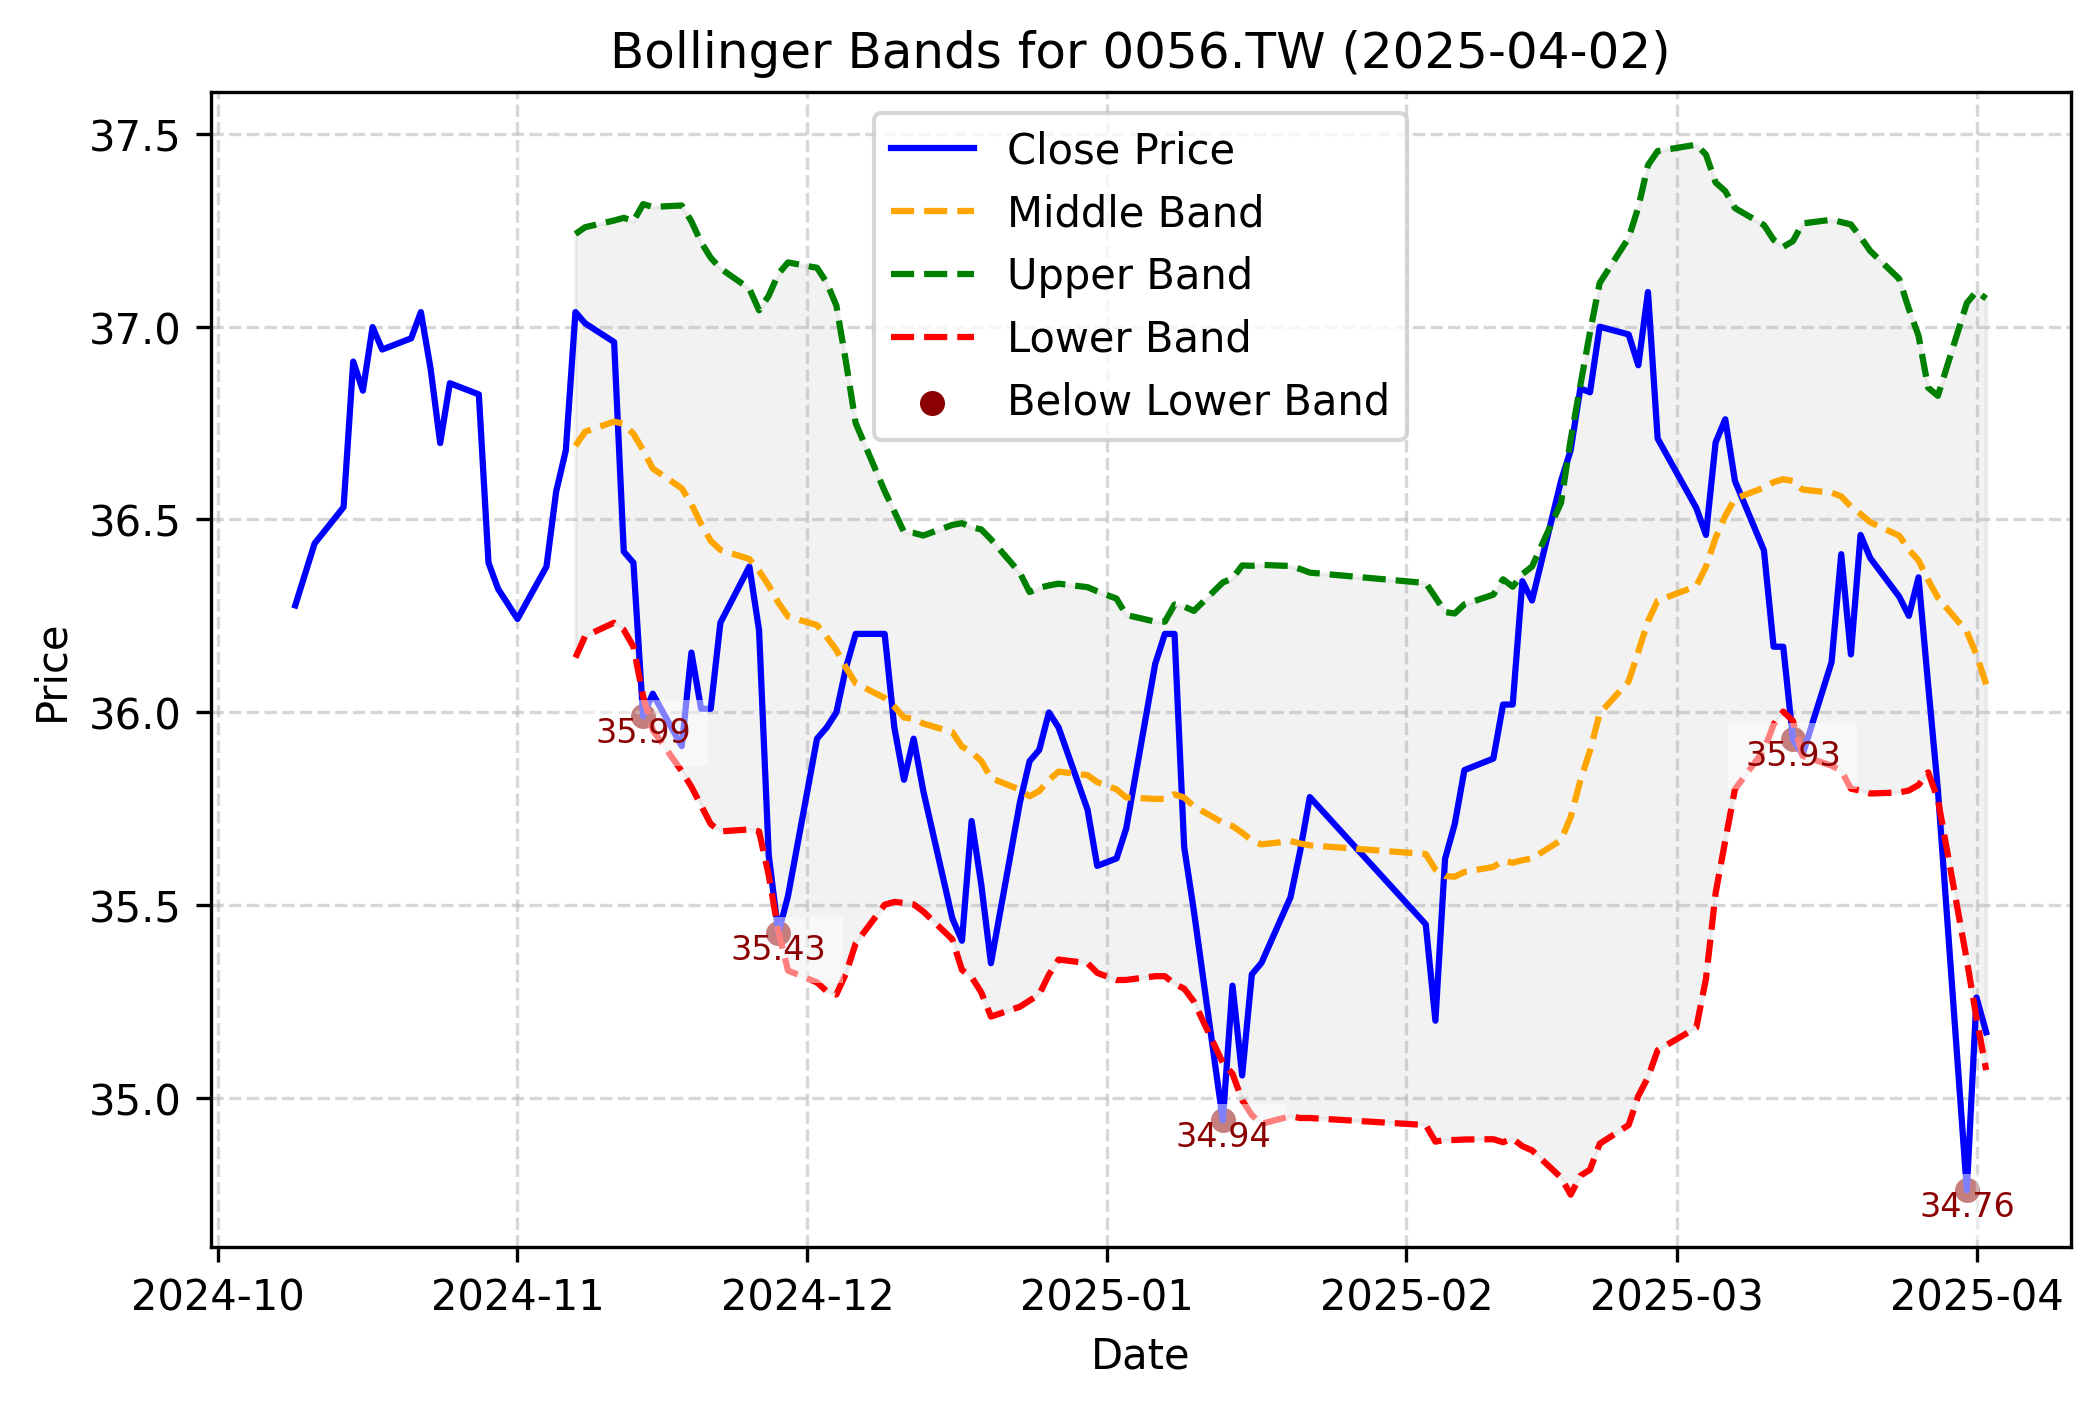 Bollinger Bands for 0056.TW (2025-04-02)
Close Price
Middle Band
Upper Band
Lower Band
Below Lower Band
Price
37.5
37.0
36.5
36.0
35.5
35.0
35.99
35.43
34.94
35.93
34.76
2024-10
2024-11
2024-12
2025-01
2025-02
2025-03
2025-04
Date